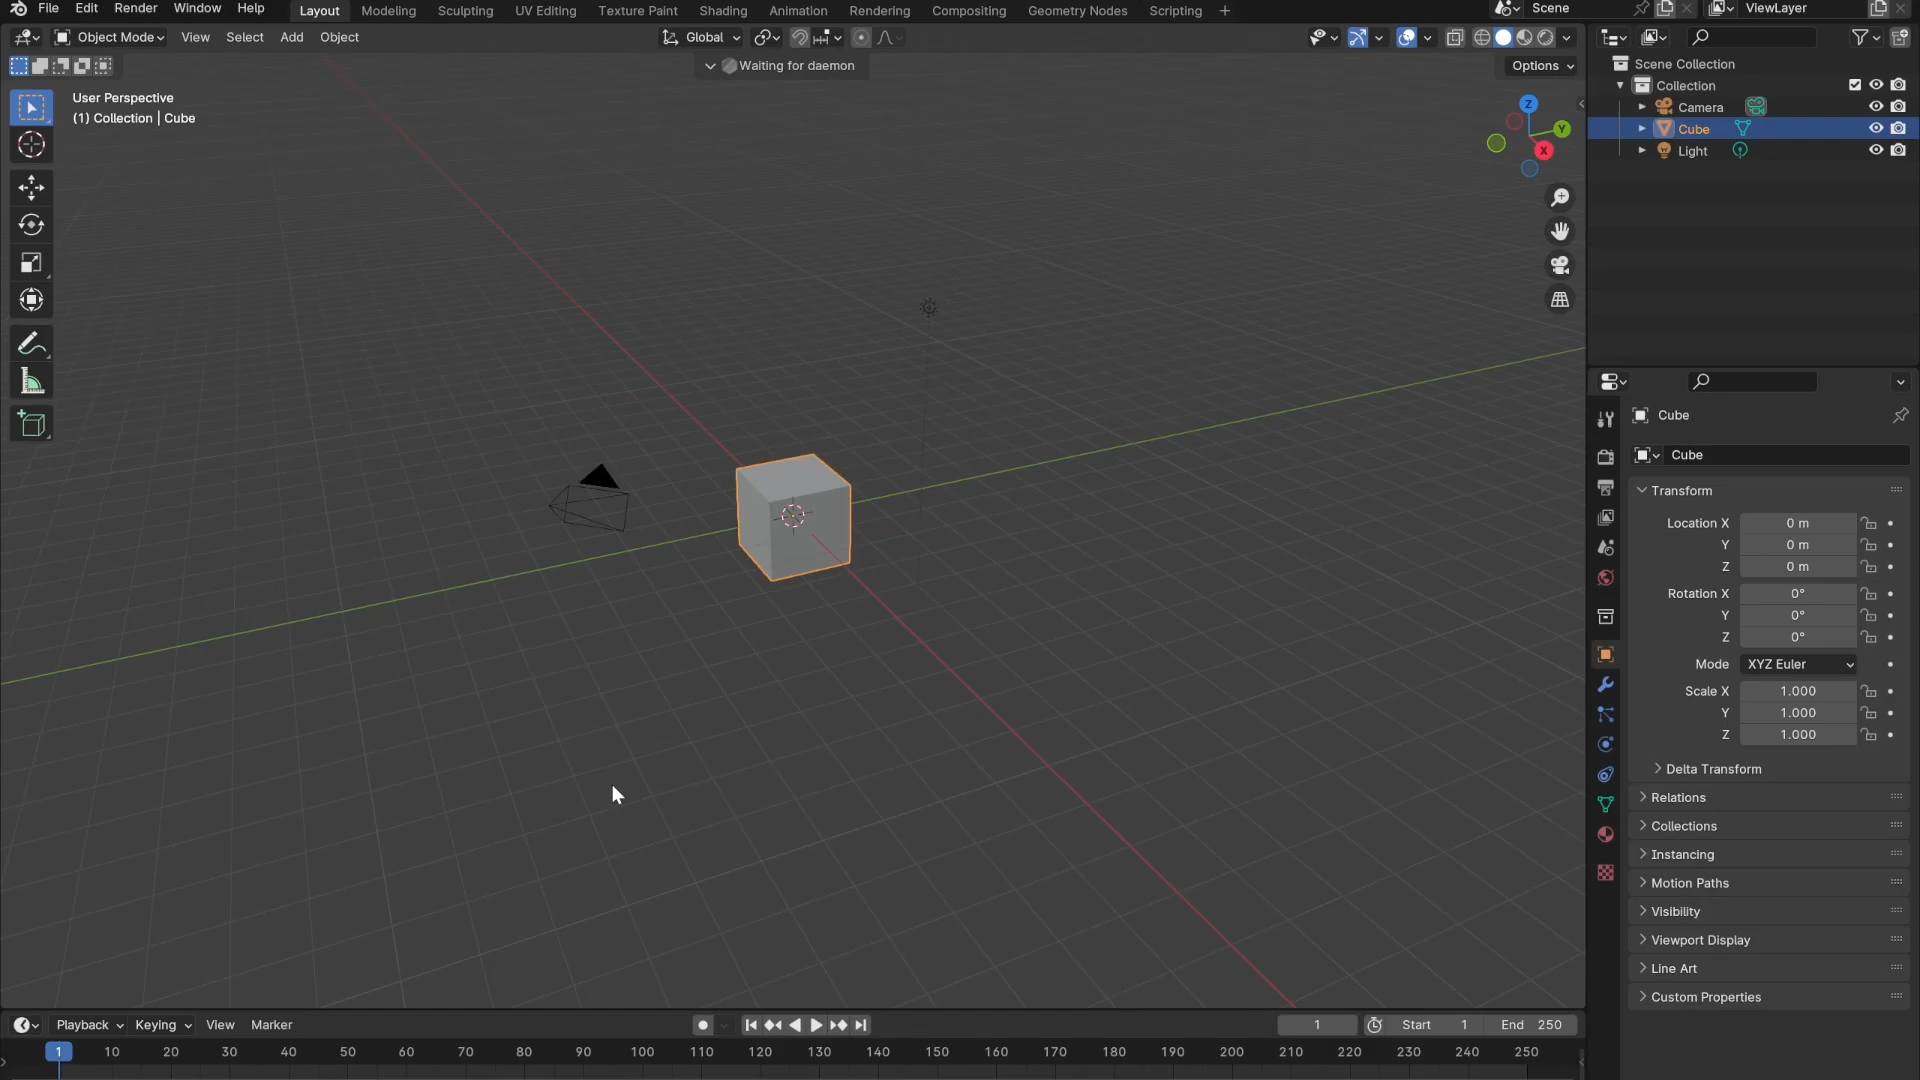 File Edit Render Window Help Layout Modeling Sculpting UV Editing Texture Paint Shading Animation Rendering Compositing Geometry Nodes Scripting + Scene ViewLayer
Object Mode View Select Add Object Global
Waiting for daemon Options
User Perspective
(1) Collection | Cube
Z
Y
X
Scene Collection
Collection
Camera
Cube
Light
Cube
Cube
Transform
Location X 0 m
Y 0 m
Z 0 m
Rotation X 0°
Y 0°
Z 0°
Mode XYZ Euler
Scale X 1.000
Y 1.000
Z 1.000
Delta Transform
Relations
Collections
Instancing
Motion Paths
Visibility
Viewport Display
Line Art
Custom Properties
Playback Keying View Marker 1 Start 1 End 250
1 10 20 30 40 50 60 70 80 90 100 110 120 130 140 150 160 170 180 190 200 210 220 230 240 250